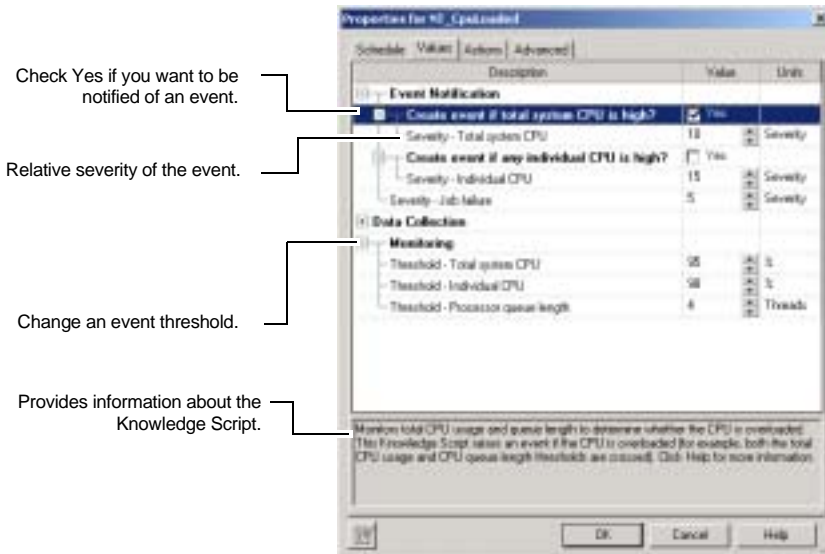 Properties for NT_CpuLoaded
Schedule Values Actions Advanced
Description Value Units
Event Notification
Create event if total system CPU is high? Yes
Severity - Total system CPU 10 Severity
Create event if any individual CPU is high? Yes
Severity - Individual CPU 15 Severity
Severity - Job failure 5 Severity
Data Collection
Monitoring
Threshold - Total system CPU 95 %
Threshold - Individual CPU %
Threshold - Processor queue length 4 Threads
Monitors total CPU usage and queue length to determine whether the CPU is overloaded.
This Knowledge Script raises an event if the CPU is overloaded (for example, both the total
CPU usage and CPU queue length thresholds are crossed). Click Help for more information.
OK Cancel Help
Check Yes if you want to be
notified of an event.
Relative severity of the event.
Change an event threshold.
Provides information about the
Knowledge Script.